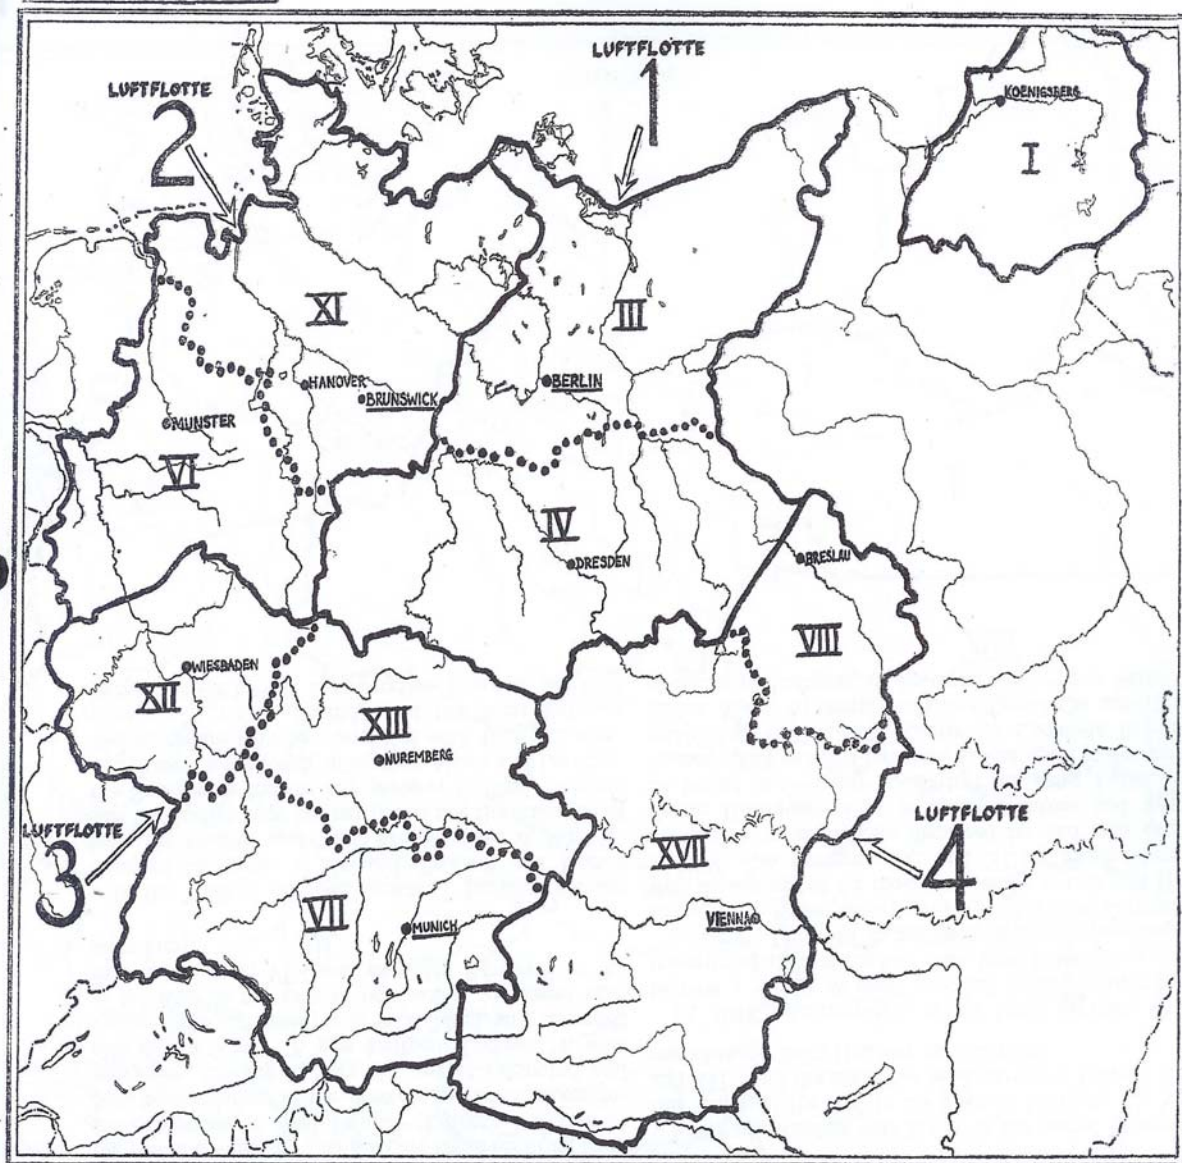 LUFTFLOTTE
1
LUFTFLOTTE
2
KOENIGSBERG
I
XI
III
HANOVER
BRUNSWICK
BERLIN
MUNSTER
VI
IV
DRESDEN
BRESLAU
VIII
WIESBADEN
XII
XIII
NUREMBERG
LUFTFLOTTE
3
LUFTFLOTTE
4
XVII
VII
MUNICH
VIENNA